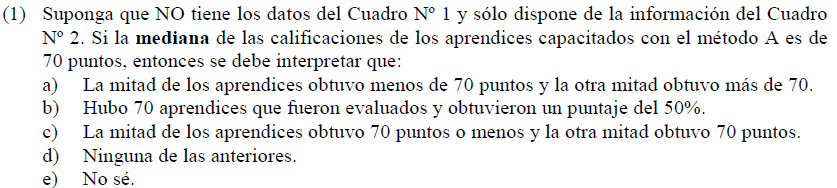 (1) Suponga que NO tiene los datos del Cuadro Nº 1 y sólo dispone de la información del Cuadro
Nº 2. Si la mediana de las calificaciones de los aprendices capacitados con el método A es de
70 puntos, entonces se debe interpretar que:
a) La mitad de los aprendices obtuvo menos de 70 puntos y la otra mitad obtuvo más de 70.
b) Hubo 70 aprendices que fueron evaluados y obtuvieron un puntaje del 50%.
c) La mitad de los aprendices obtuvo 70 puntos o menos y la otra mitad obtuvo 70 puntos.
d) Ninguna de las anteriores.
e) No sé.